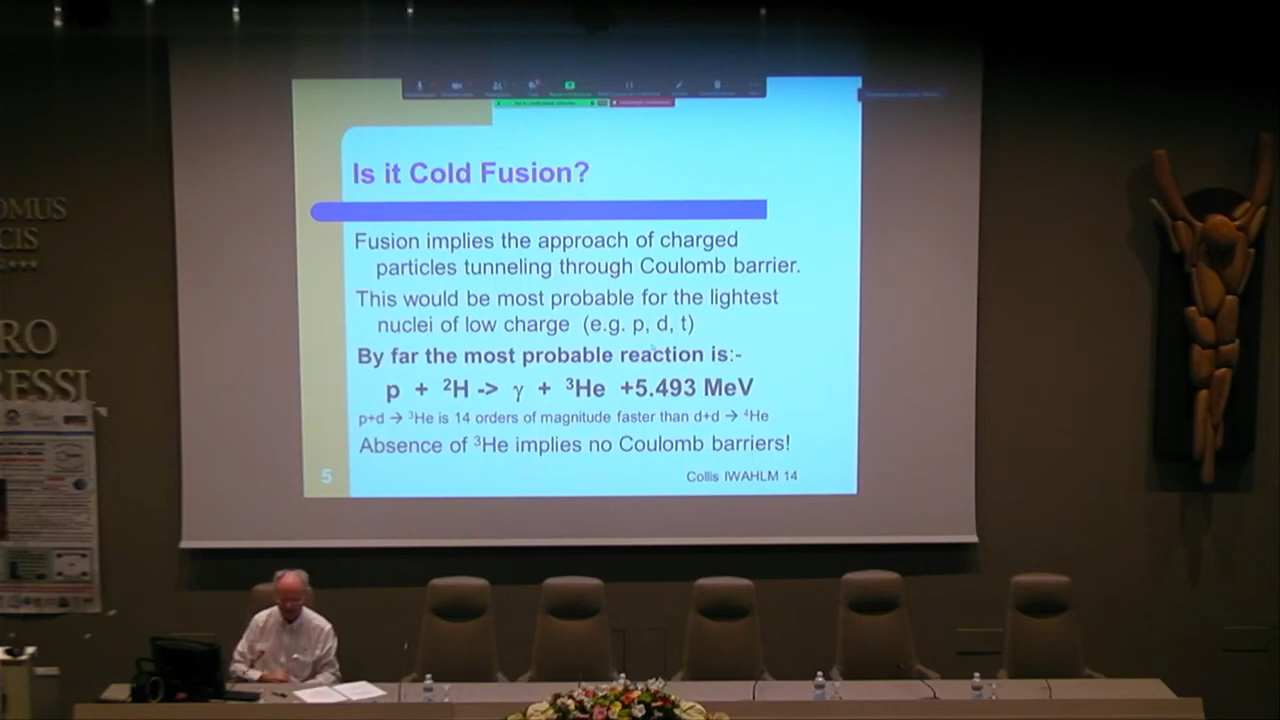 OMUS
CIS
RO
RESSI
Is it Cold Fusion?
Fusion implies the approach of charged
particles tunneling through Coulomb barrier.
This would be most probable for the lightest
nuclei of low charge (e.g. p, d, t)
By far the most probable reaction is:-
p + ²H -> γ + ³He +5.493 MeV
p+d → ³He is 14 orders of magnitude faster than d+d → ⁴He
Absence of ³He implies no Coulomb barriers!
5
Collis IWAHLM 14